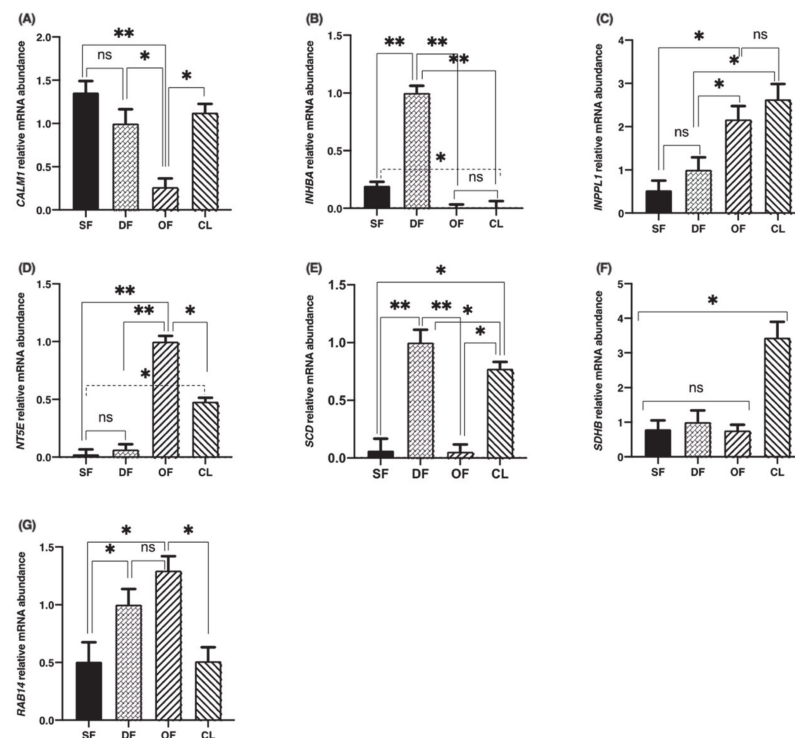 (A)
CALM1 relative mRNA abundance
2.0
1.5
1.0
0.5
0.0
**
ns
*
*
SF DF OF CL
(B)
INHBA relative mRNA abundance
1.5
1.0
0.5
0.0
** **
**
*
ns
SF DF OF CL
(C)
INPPL1 relative mRNA abundance
4
3
2
1
0
* ns
*
*
ns
SF DF OF CL
(D)
NT5E relative mRNA abundance
1.5
1.0
0.5
0.0
**
** *
*
ns
SF DF OF CL
(E)
SCD relative mRNA abundance
1.5
1.0
0.5
0.0
*
** ** *
*
SF DF OF CL
(F)
SDHB relative mRNA abundance
4
3
2
1
0
*
ns
SF DF OF CL
(G)
RAB14 relative mRNA abundance
1.5
1.0
0.5
0.0
* *
* ns
SF DF OF CL